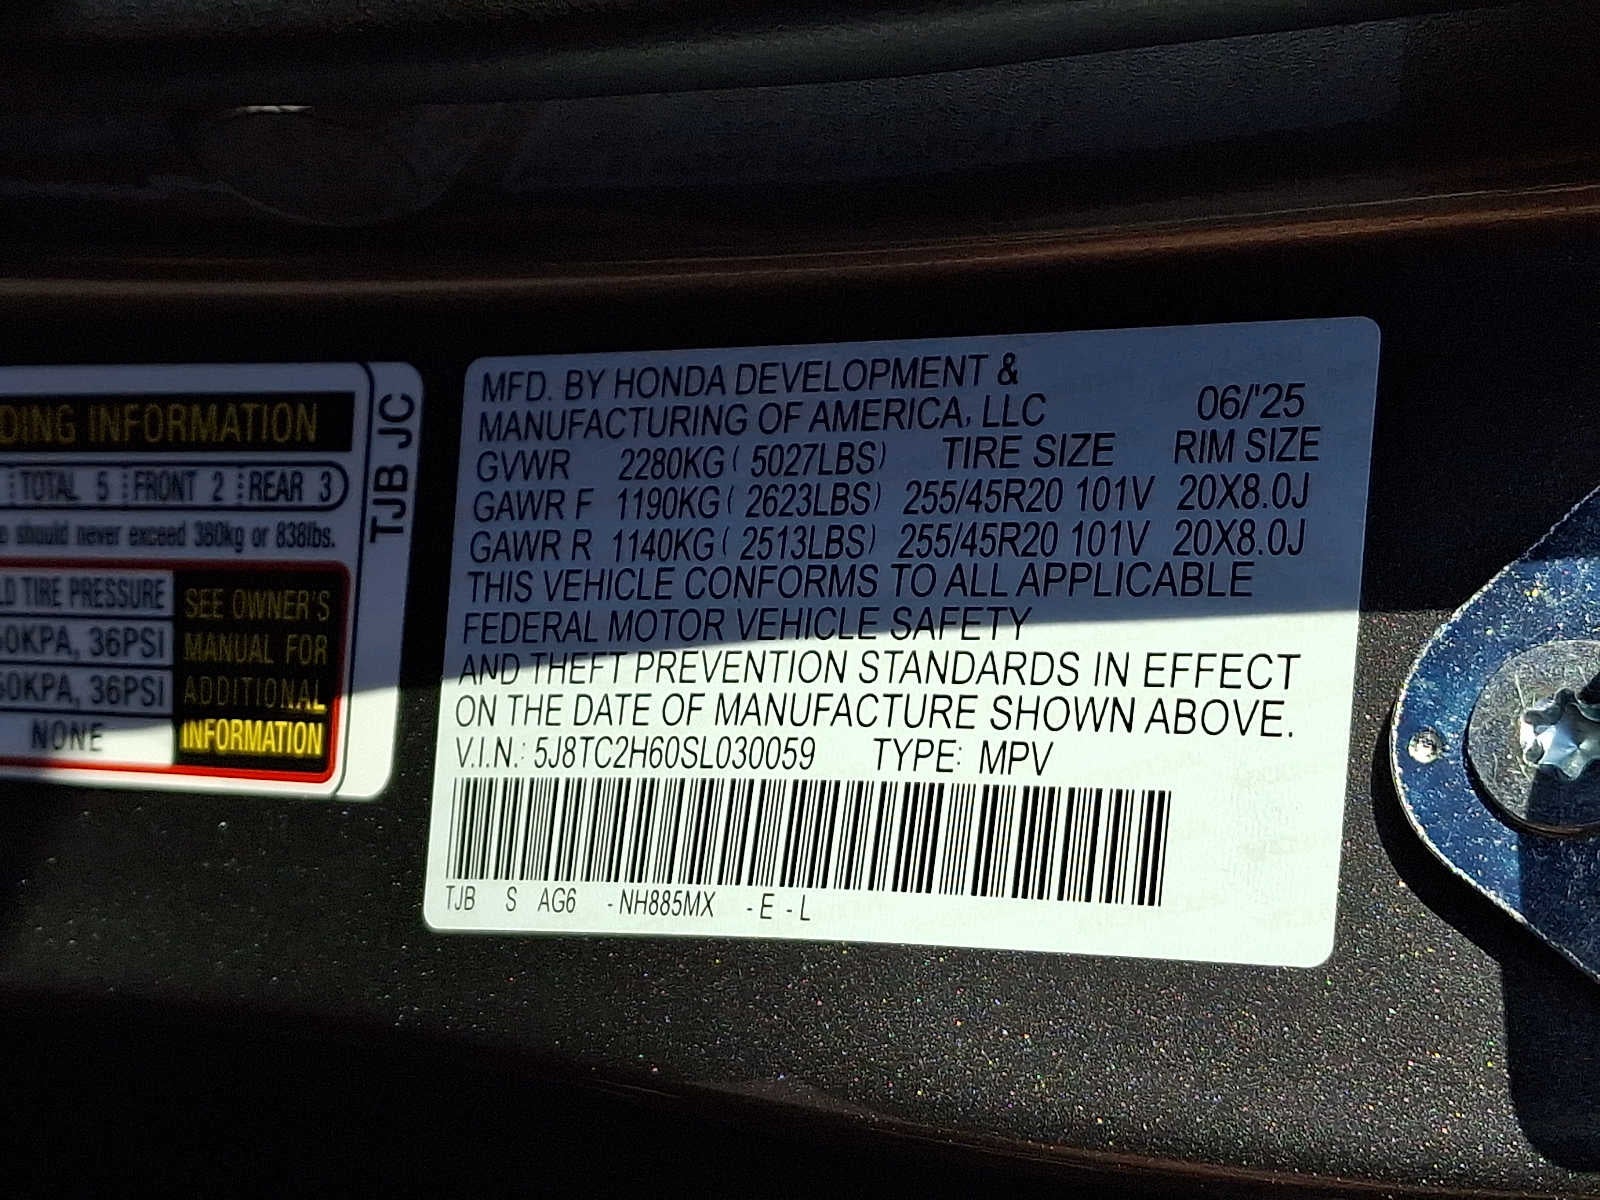 DING INFORMATION
TOTAL 5 FRONT 2 REAR 3
should never exceed 380kg or 838lbs.
TIRE PRESSURE
KPA, 36PSI
KPA, 36PSI
NONE
SEE OWNER'S
MANUAL FOR
ADDITIONAL
INFORMATION
TJB JC
MFD. BY HONDA DEVELOPMENT &
MANUFACTURING OF AMERICA, LLC 06/'25
GVWR 2280KG ( 5027LBS) TIRE SIZE RIM SIZE
GAWR F 1190KG ( 2623LBS) 255/45R20 101V 20X8.0J
GAWR R 1140KG ( 2513LBS) 255/45R20 101V 20X8.0J
THIS VEHICLE CONFORMS TO ALL APPLICABLE
FEDERAL MOTOR VEHICLE SAFETY
AND THEFT PREVENTION STANDARDS IN EFFECT
ON THE DATE OF MANUFACTURE SHOWN ABOVE.
V.I.N.: 5J8TC2H60SL030059 TYPE: MPV
TJB S AG6 -NH885MX -E -L